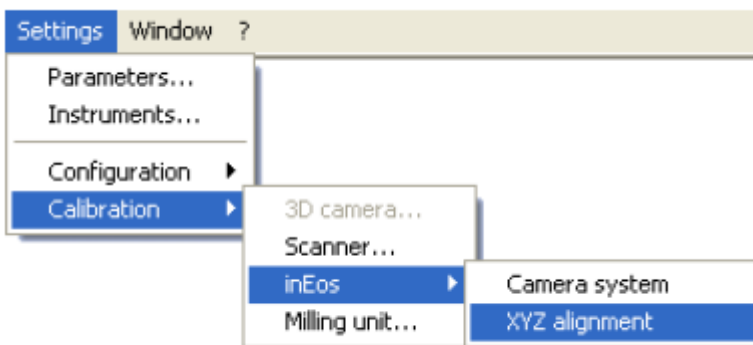 Settings Window ?
Parameters...
Instruments...
Configuration
Calibration
3D camera...
Scanner...
inEos
Camera system
Milling unit...
XYZ alignment